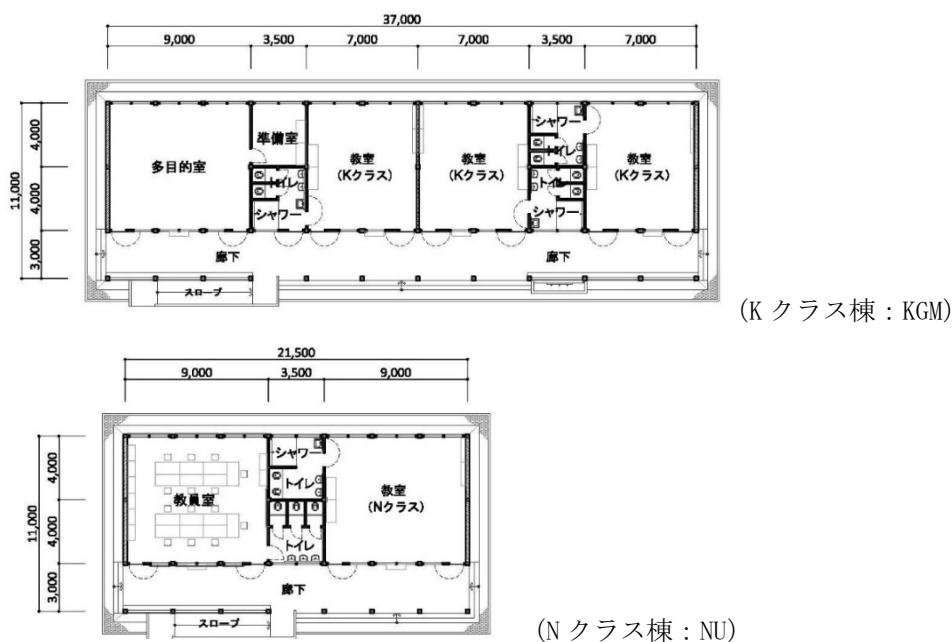 37,000
9,000 3,500 7,000 7,000 3,500 7,000
11,000
4,000
4,000
3,000
多目的室
準備室
トイレ
シャワー
教室
(Kクラス)
教室
(Kクラス)
シャワー
トイレ
トイレ
シャワー
教室
(Kクラス)
廊下 廊下
スロープ
(K クラス棟：KGM)
21,500
9,000 3,500 9,000
11,000
4,000
4,000
3,000
教員室
シャワー
トイレ
トイレ
教室
(Nクラス)
廊下
スロープ
(N クラス棟：NU)